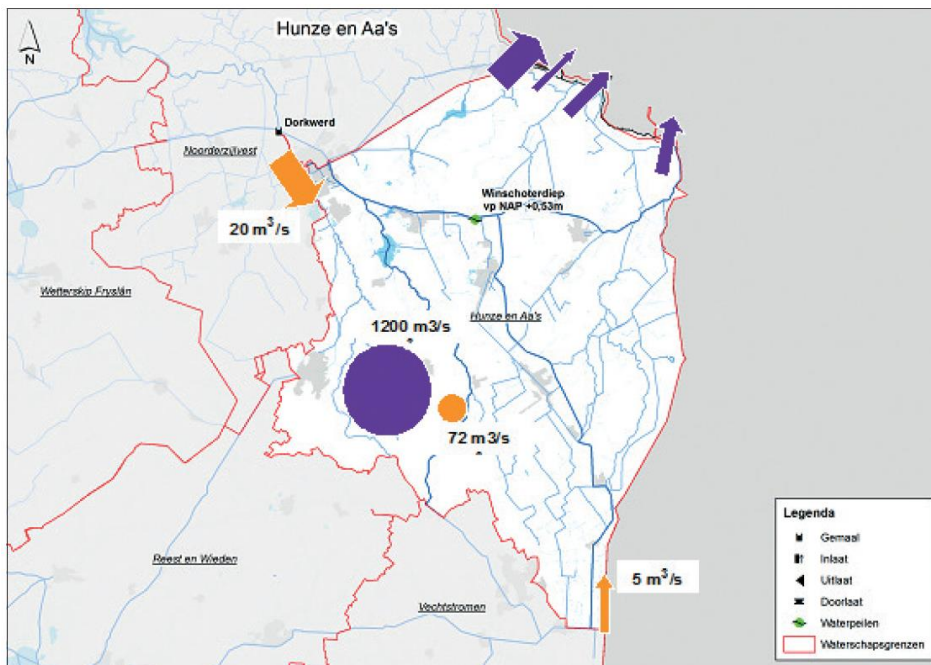 Hunze en Aa's
N
Dorkwerd
Noorderzijlvest
Winschoterdiep
vp NAP +0,53m
20 m³/s
Wetterskip Fryslân
1200 m3/s
Hunze en Aa's
72 m3/s
Legenda
Gemaal
Inlaat
Uitlaat
Doorlaat
Waterpeilen
Waterschapsgrenzen
Reest en Wieden
5 m³/s
Vechtstromen